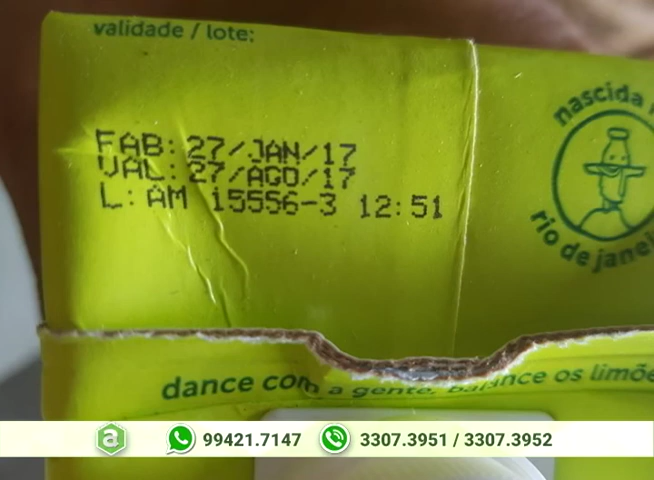 validade / lote:
FAB: 27/JAN/17
VAL: 27/AGO/17
L: AM 15556-3 12:51
nascida
rio de janei
dance com a gente, balance os limõe
a
99421.7147
3307.3951 / 3307.3952